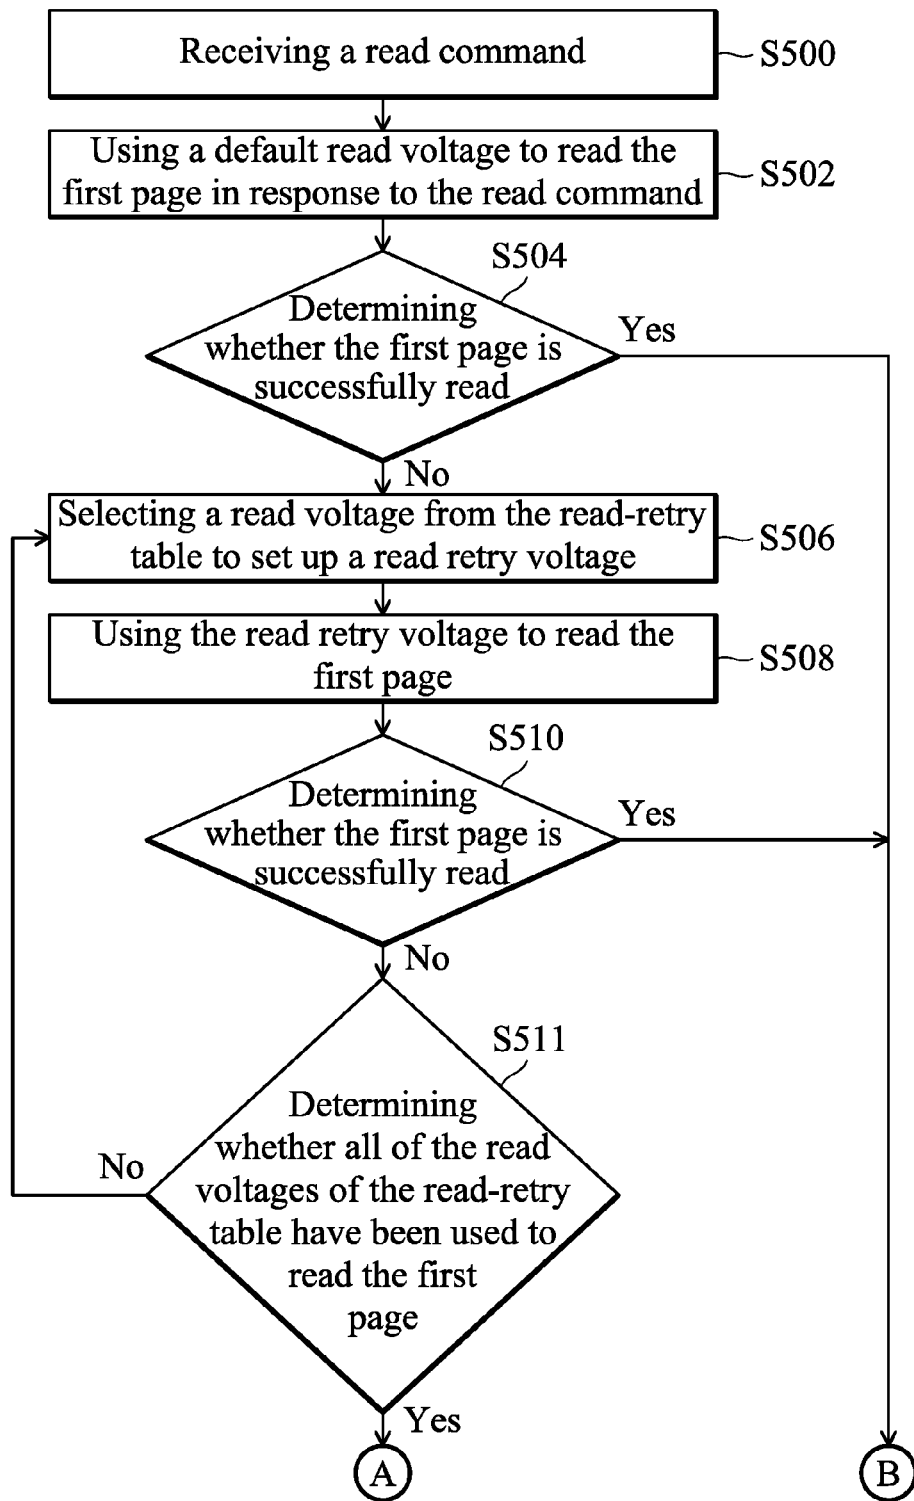 Receiving a read command
S500
Using a default read voltage to read the
first page in response to the read command
S502
S504
Determining
whether the first page is
successfully read
Yes
No
Selecting a read voltage from the read-retry
table to set up a read retry voltage
S506
Using the read retry voltage to read the
first page
S508
S510
Determining
whether the first page is
successfully read
Yes
No
S511
Determining
whether all of the read
voltages of the read-retry
table have been used to
read the first
page
No
Yes
A
B